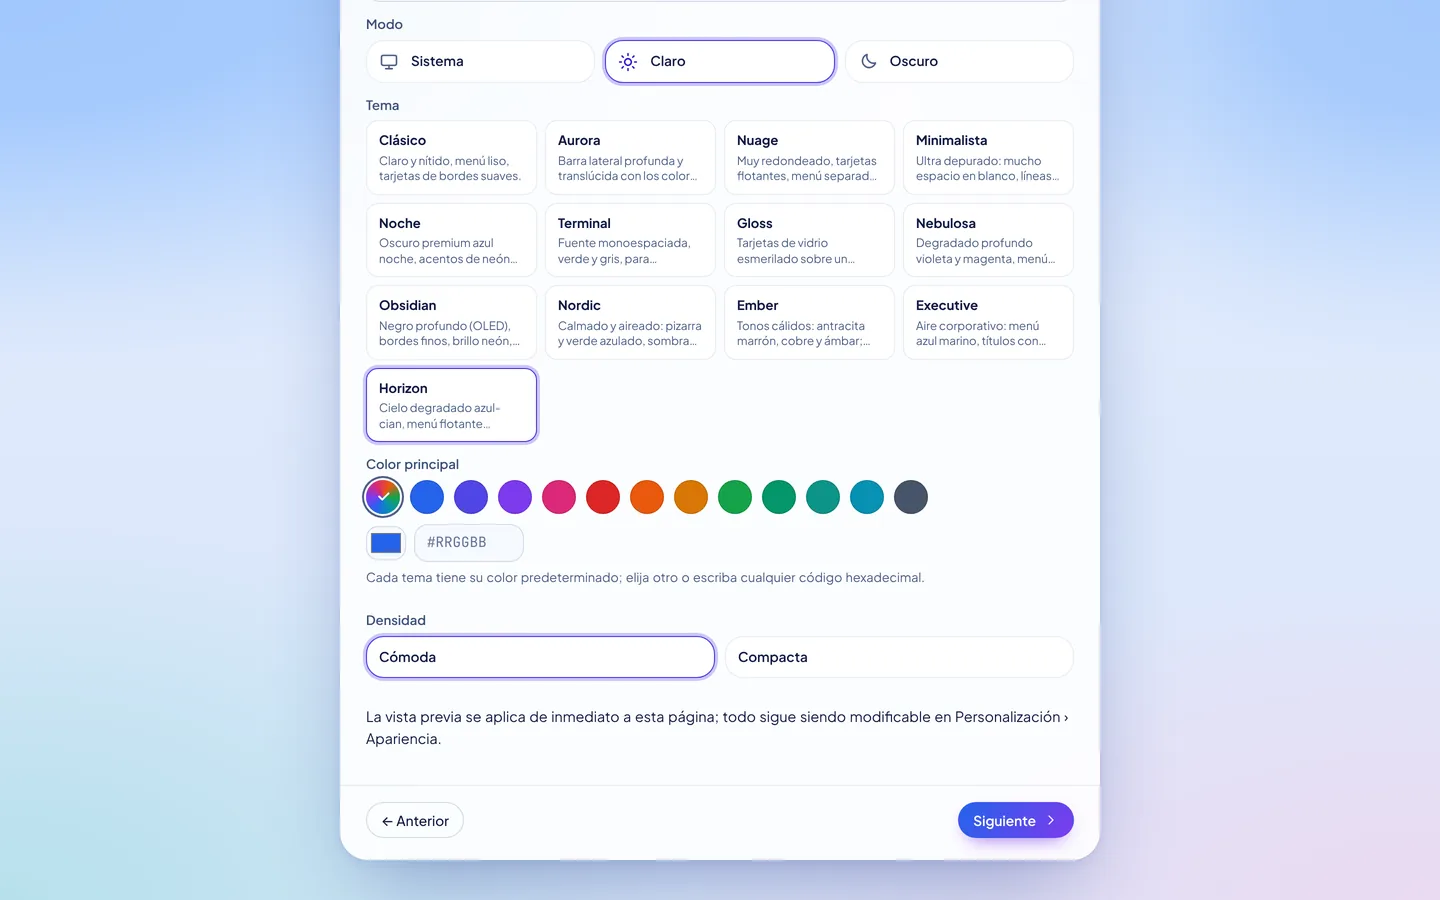 Modo
Sistema
Claro
Oscuro
Tema
Clásico
Claro y nítido, menú liso,
tarjetas de bordes suaves.
Aurora
Barra lateral profunda y
translúcida con los color…
Nuage
Muy redondeado, tarjetas
flotantes, menú separad…
Minimalista
Ultra depurado: mucho
espacio en blanco, líneas…
Noche
Oscuro premium azul
noche, acentos de neón…
Terminal
Fuente monoespaciada,
verde y gris, para…
Gloss
Tarjetas de vidrio
esmerilado sobre un…
Nebulosa
Degradado profundo
violeta y magenta, menú…
Obsidian
Negro profundo (OLED),
bordes finos, brillo neón,…
Nordic
Calmado y aireado: pizarra
y verde azulado, sombra…
Ember
Tonos cálidos: antracita
marrón, cobre y ámbar;…
Executive
Aire corporativo: menú
azul marino, títulos con…
Horizon
Cielo degradado azul-
cian, menú flotante…
Color principal
#RRGGBB
Cada tema tiene su color predeterminado; elija otro o escriba cualquier código hexadecimal.
Densidad
Cómoda
Compacta
La vista previa se aplica de inmediato a esta página; todo sigue siendo modificable en Personalización ›
Apariencia.
← Anterior
Siguiente